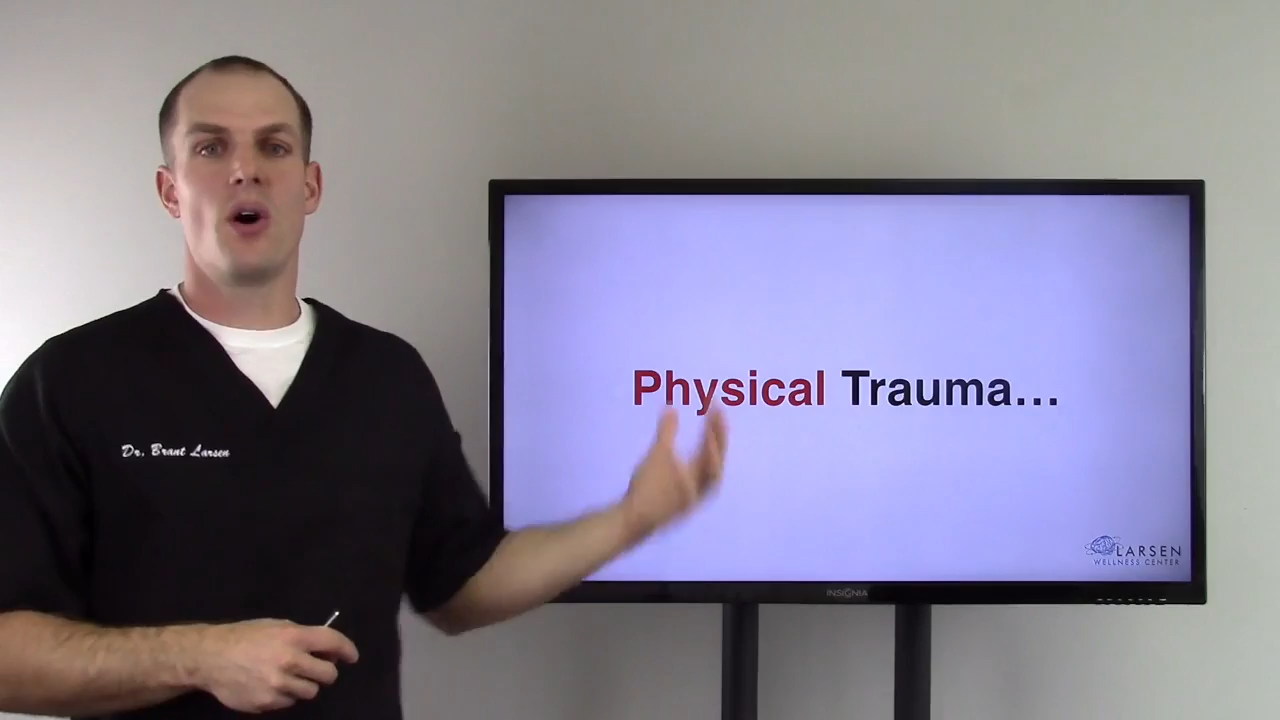 Dr. Brant Larsen
Physical Trauma...
LARSEN
WELLNESS CENTER
INSIGNIA